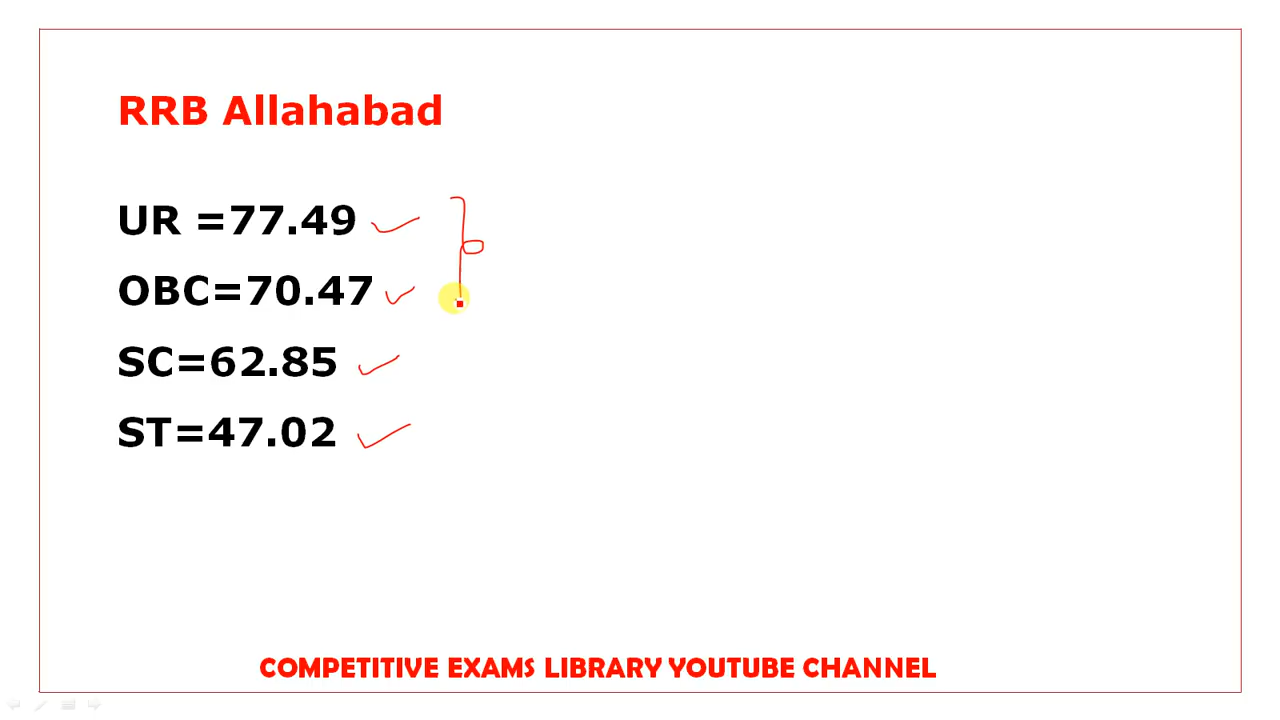 RRB Allahabad
UR =77.49
OBC=70.47
SC=62.85
ST=47.02
COMPETITIVE EXAMS LIBRARY YOUTUBE CHANNEL